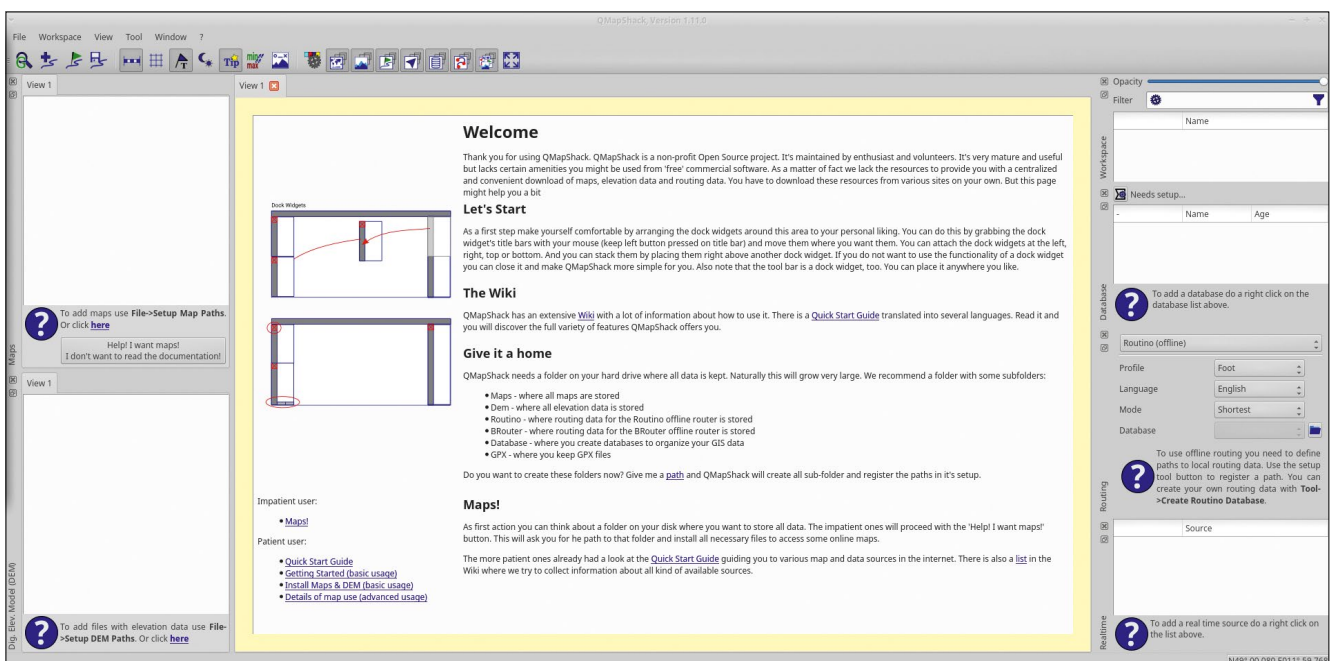 QMapShack, Version 1.11.0
File Workspace View Tool Window ?
Tip
min/max
View 1
To add maps use File->Setup Map Paths.
Or click here
Help! I want maps!
I don't want to read the documentation!
Maps
View 1
To add files with elevation data use File-
>Setup DEM Paths. Or click here
Dig. Elev. Model (DEM)
View 1
Dock Widgets
Impatient user:
Maps!
Patient user:
Quick Start Guide
Getting Started (basic usage)
Install Maps & DEM (basic usage)
Details of map use (advanced usage)
Welcome
Thank you for using QMapShack. QMapShack is a non-profit Open Source project. It's maintained by enthusiast and volunteers. It's very mature and useful
but lacks certain amenities you might be used from 'free' commercial software. As a matter of fact we lack the resources to provide you with a centralized
and convenient download of maps, elevation data and routing data. You have to download these resources from various sites on your own. But this page
might help you a bit
Let's Start
As a first step make yourself comfortable by arranging the dock widgets around this area to your personal liking. You can do this by grabbing the dock
widget's title bars with your mouse (keep left button pressed on title bar) and move them where you want them. You can attach the dock widgets at the left,
right, top or bottom. And you can stack them by placing them right above another dock widget. If you do not want to use the functionality of a dock widget
you can close it and make QMapShack more simple for you. Also note that the tool bar is a dock widget, too. You can place it anywhere you like.
The Wiki
QMapShack has an extensive Wiki with a lot of information about how to use it. There is a Quick Start Guide translated into several languages. Read it and
you will discover the full variety of features QMapShack offers you.
Give it a home
QMapShack needs a folder on your hard drive where all data is kept. Naturally this will grow very large. We recommend a folder with some subfolders:
Maps - where all maps are stored
Dem - where all elevation data is stored
Routino - where routing data for the Routino offline router is stored
BRouter - where routing data for the BRouter offline router is stored
Database - where you create databases to organize your GIS data
GPX - where you keep GPX files
Do you want to create these folders now? Give me a path and QMapShack will create all sub-folder and register the paths in it's setup.
Maps!
As first action you can think about a folder on your disk where you want to store all data. The impatient ones will proceed with the 'Help! I want maps!'
button. This will ask you for he path to that folder and install all necessary files to access some online maps.
The more patient ones already had a look at the Quick Start Guide guiding you to various map and data sources in the internet. There is also a list in the
Wiki where we try to collect information about all kind of available sources.
Opacity
Filter
Name
Workspace
Needs setup...
- Name Age
To add a database do a right click on the
database list above.
Database
Routino (offline)
Profile Foot
Language English
Mode Shortest
Database
To use offline routing you need to define
paths to local routing data. Use the setup
tool button to register a path. You can
create your own routing data with Tool-
>Create Routino Database.
Routing
Source
To add a real time source do a right click on
the list above.
Realtime